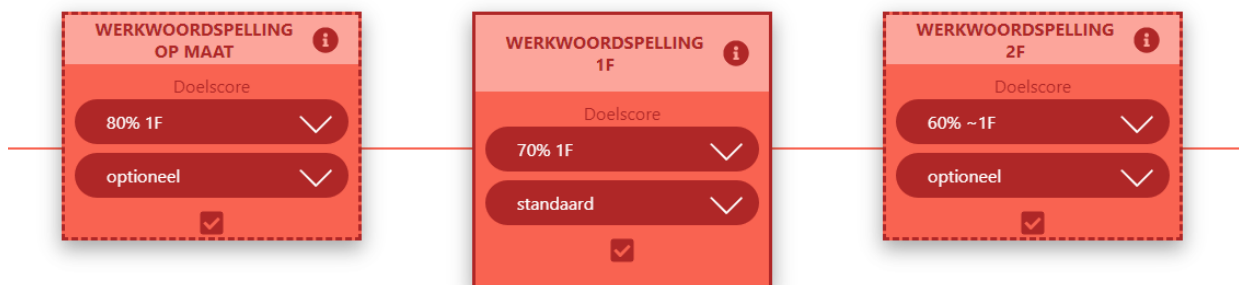 WERKWOORDSPELLING
OP MAAT
Doelscore
80% 1F
optioneel
WERKWOORDSPELLING
1F
Doelscore
70% 1F
standaard
WERKWOORDSPELLING
2F
Doelscore
60% ~1F
optioneel